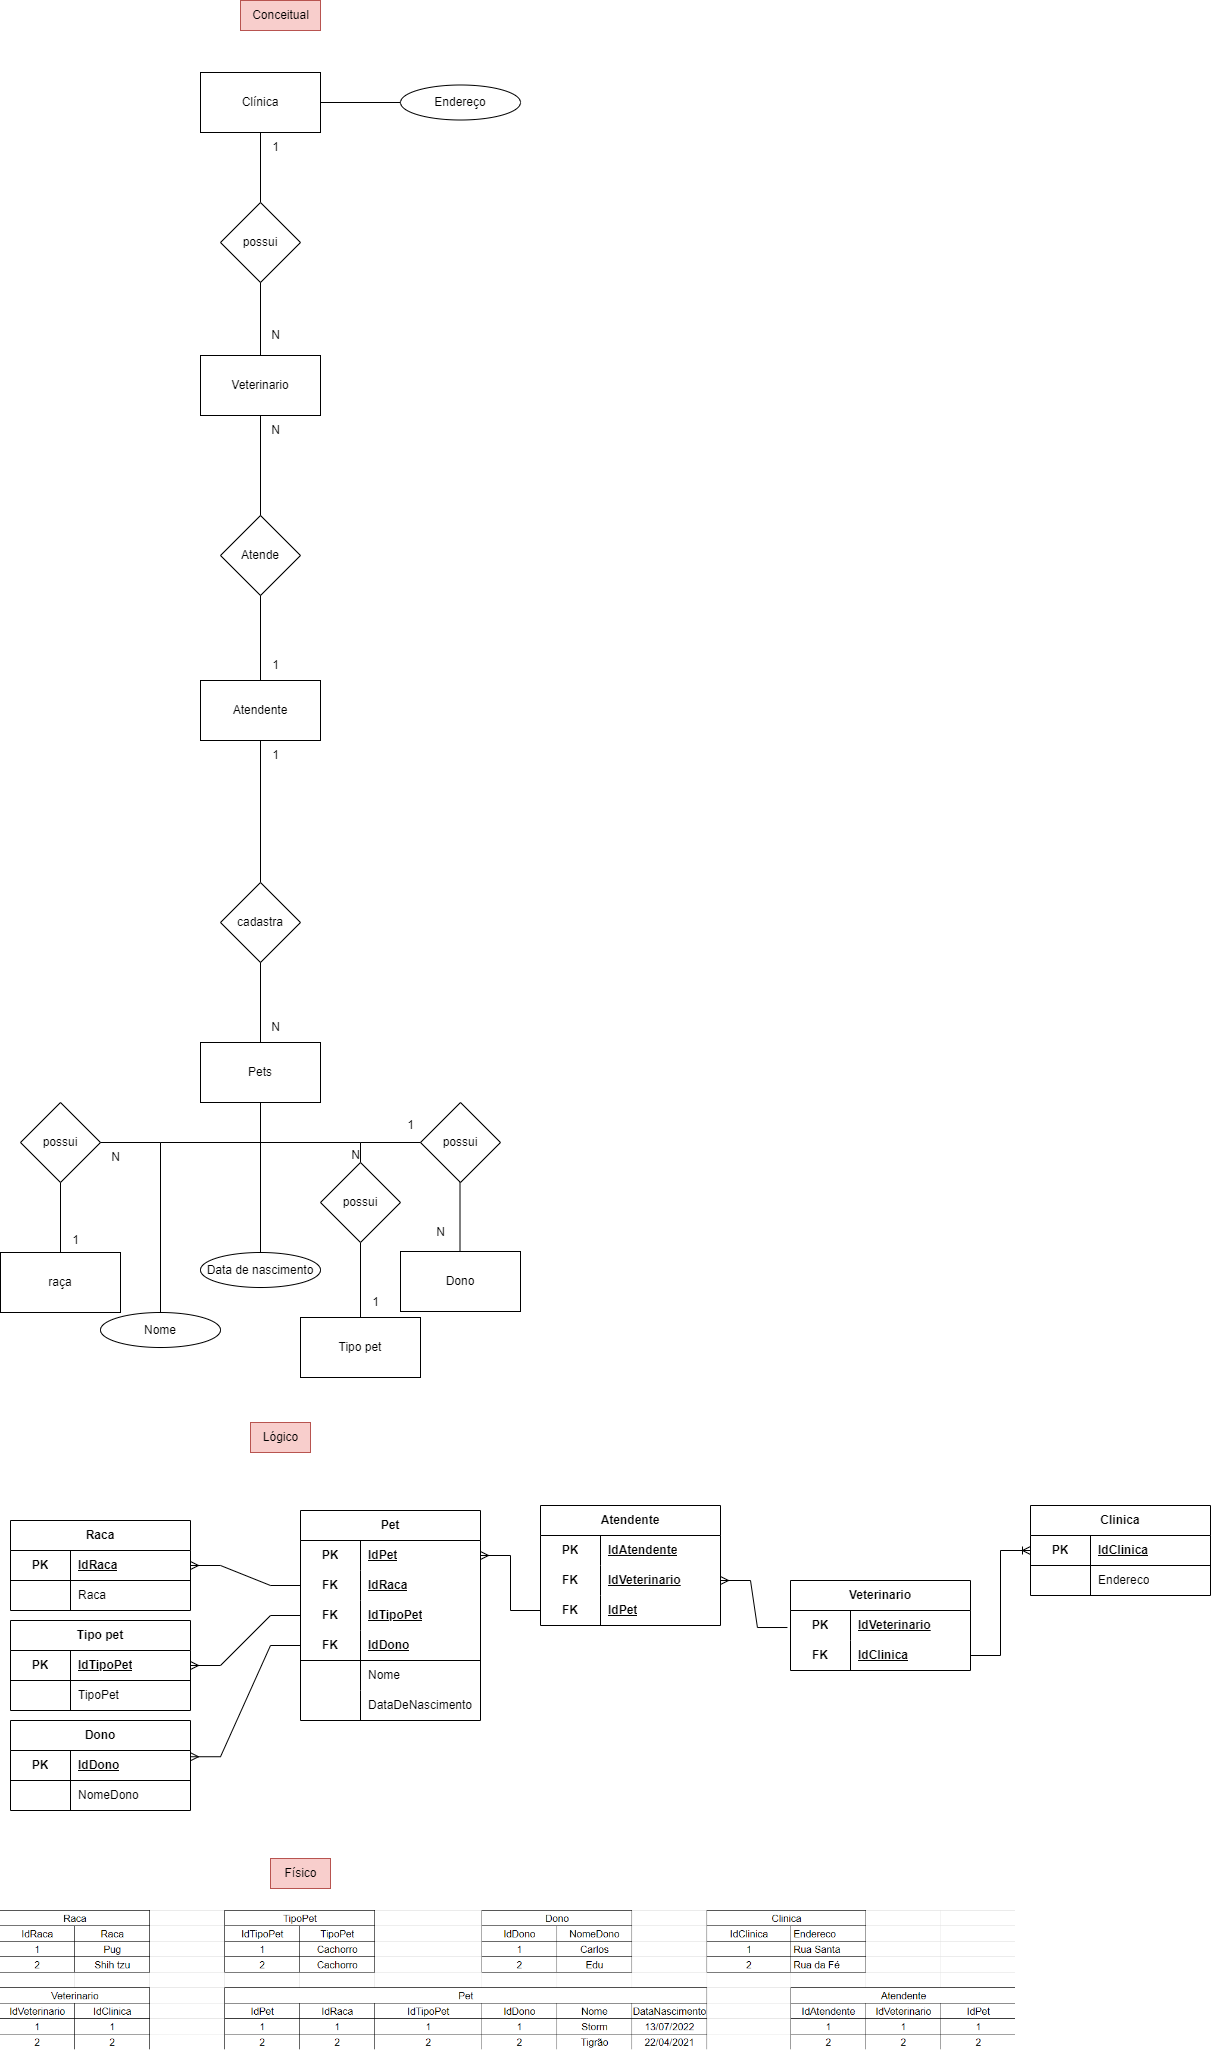 Conceitual
Clínica
Endereço
1
possui
N
Veterinario
N
Atende
1
Atendente
1
cadastra
N
Pets
possui
N
1
possui
N
possui
1
N
raça
Data de nascimento
Dono
1
Nome
Tipo pet
Lógico
Raca
PK IdRaca
Raca
Tipo pet
PK IdTipoPet
TipoPet
Dono
PK IdDono
NomeDono
Pet
PK IdPet
FK IdRaca
FK IdTipoPet
FK IdDono
Nome
DataDeNascimento
Atendente
PK IdAtendente
FK IdVeterinario
FK IdPet
Veterinario
PK IdVeterinario
FK IdClinica
Clinica
PK IdClinica
Endereco
Físico
Raca
IdRaca Raca
1 Pug
2 Shih tzu
TipoPet
IdTipoPet TipoPet
1 Cachorro
2 Cachorro
Dono
IdDono NomeDono
1 Carlos
2 Edu
Clinica
IdClinica Endereco
1 Rua Santa
2 Rua da Fé
Veterinario
IdVeterinario IdClinica
1 1
2 2
Pet
IdPet IdRaca IdTipoPet IdDono Nome DataNascimento
1 1 1 1 Storm 13/07/2022
2 2 2 2 Tigrão 22/04/2021
Atendente
IdAtendente IdVeterinario IdPet
1 1 1
2 2 2